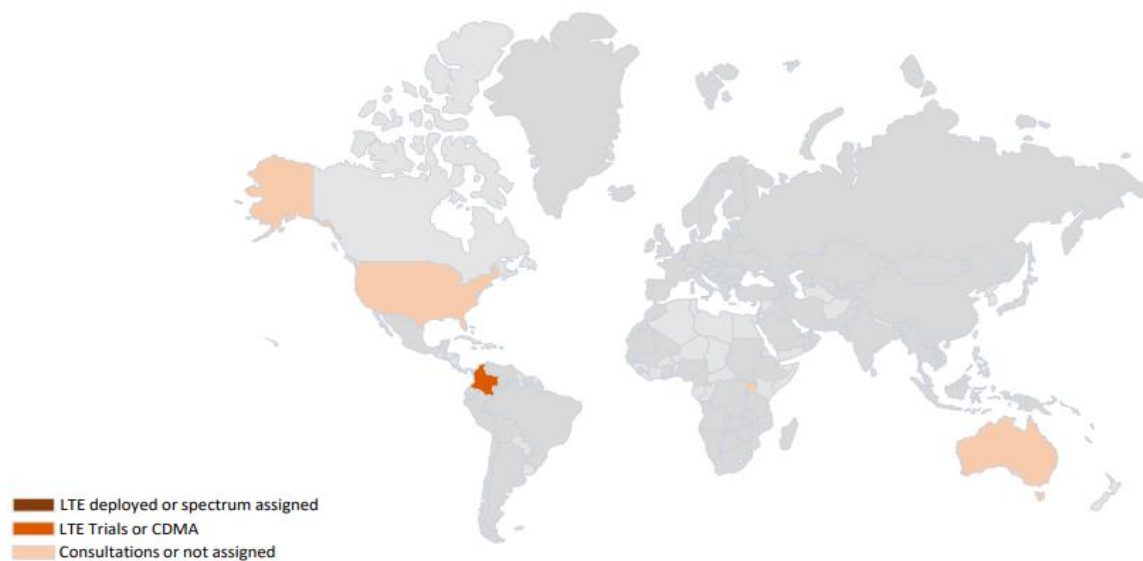 LTE deployed or spectrum assigned
LTE Trials or CDMA
Consultations or not assigned